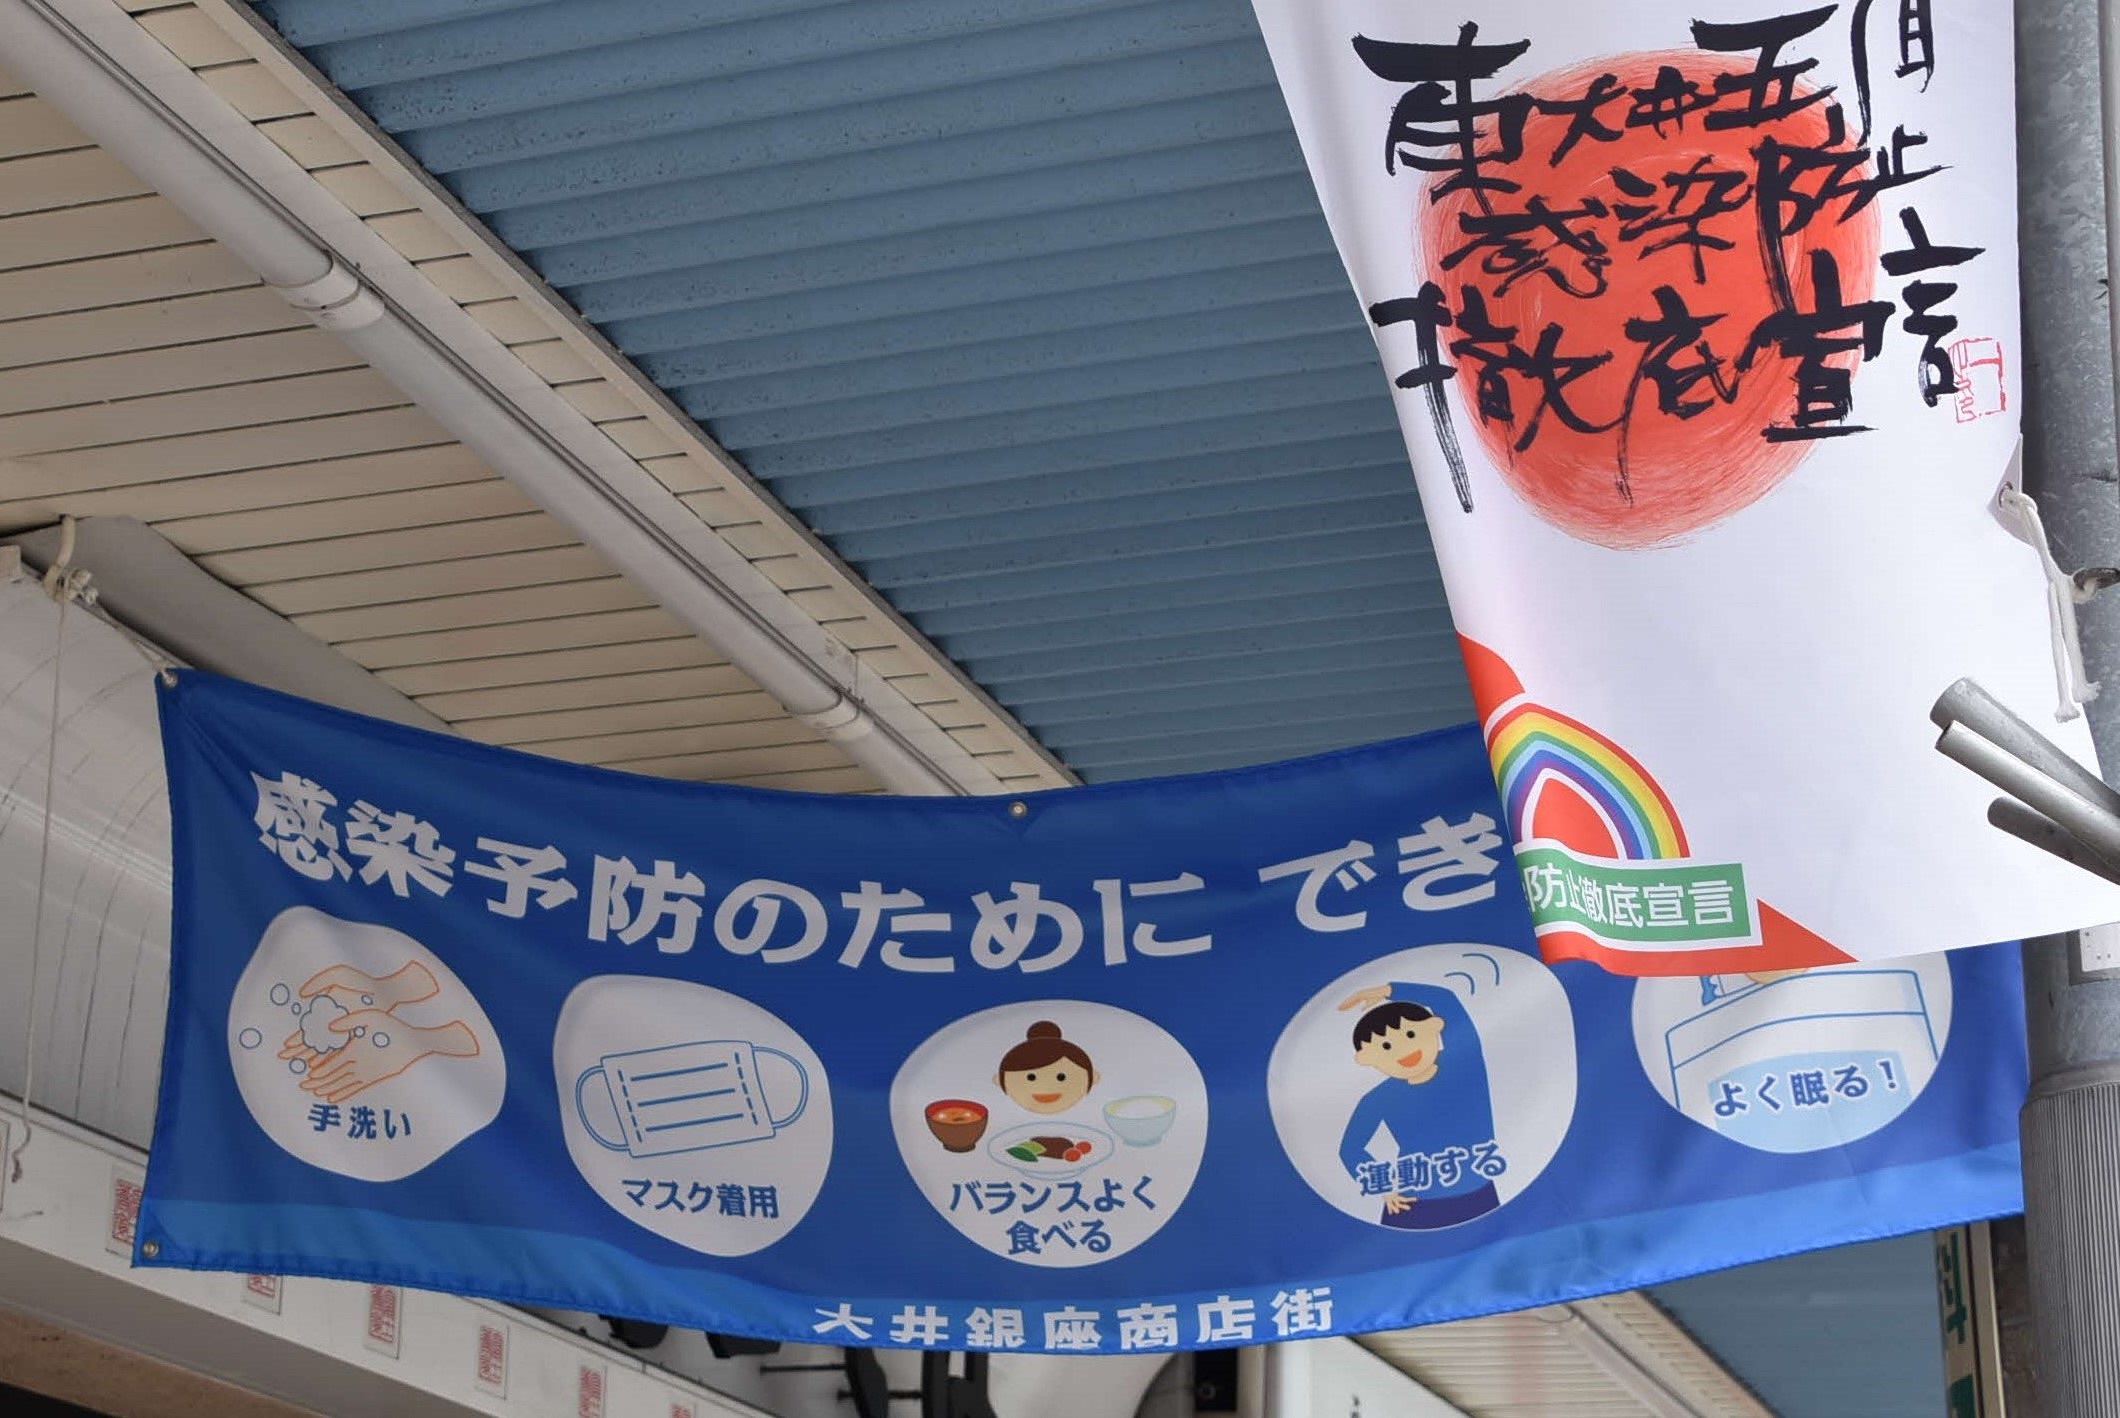 東大井五
感染防止
徹底宣言
防止徹底宣言
感染予防のために でき
手洗い
マスク着用
バランスよく
食べる
運動する
よく眠る!
大井銀座商店街